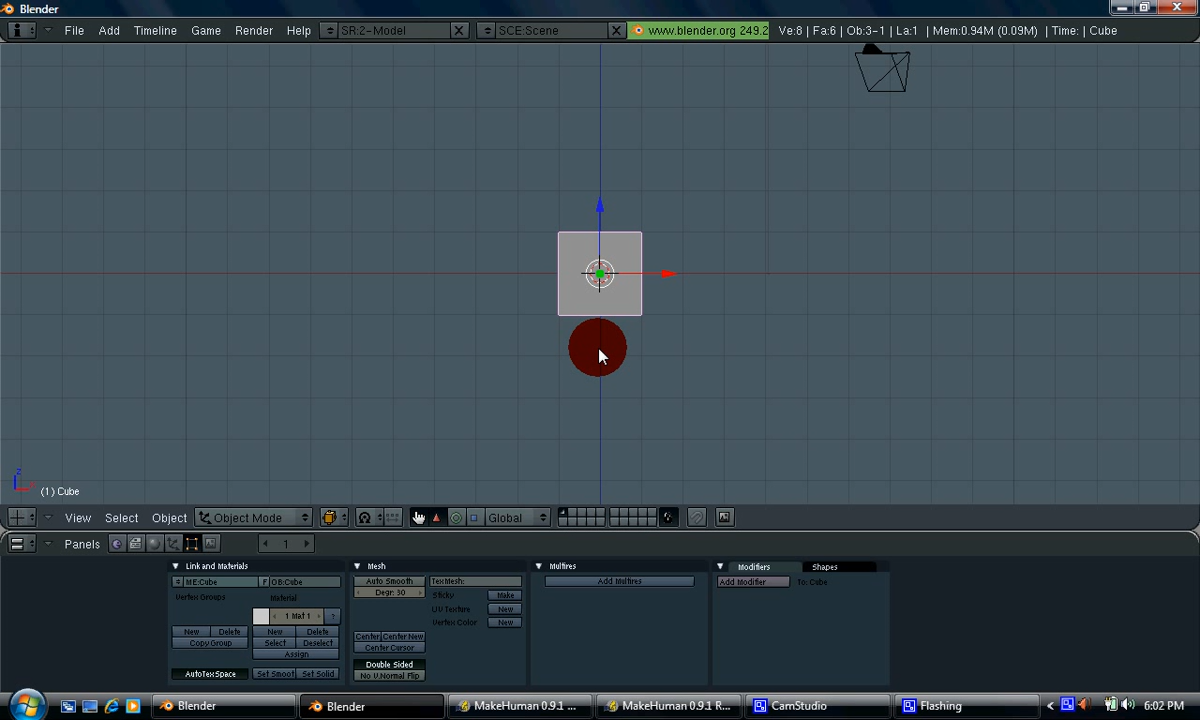 Blender
File Add Timeline Game Render Help SR:2-Model SCE:Scene www.blender.org 249.2 Ve:8 | Fa:6 | Ob:3-1 | La:1 | Mem:0.94M (0.09M) | Time: | Cube
z
(1) Cube
View Select Object Object Mode Global
Panels 1
Link and Materials Mesh Multires Modifiers Shapes
ME:Cube F OB:Cube Auto Smooth TexMesh: Add Multires Add Modifier To: Cube
Vertex Groups Material Degr: 30 Sticky Make
UV Texture New
1 Mat 1 ? Vertex Color New
New Delete New Delete Center Center New
Copy Group Select Deselect Center Cursor
Assign
Double Sided
AutoTexSpace Set Smoot Set Solid No V.Normal Flip
Blender Blender MakeHuman 0.9.1 ... MakeHuman 0.9.1 R... CamStudio Flashing 6:02 PM